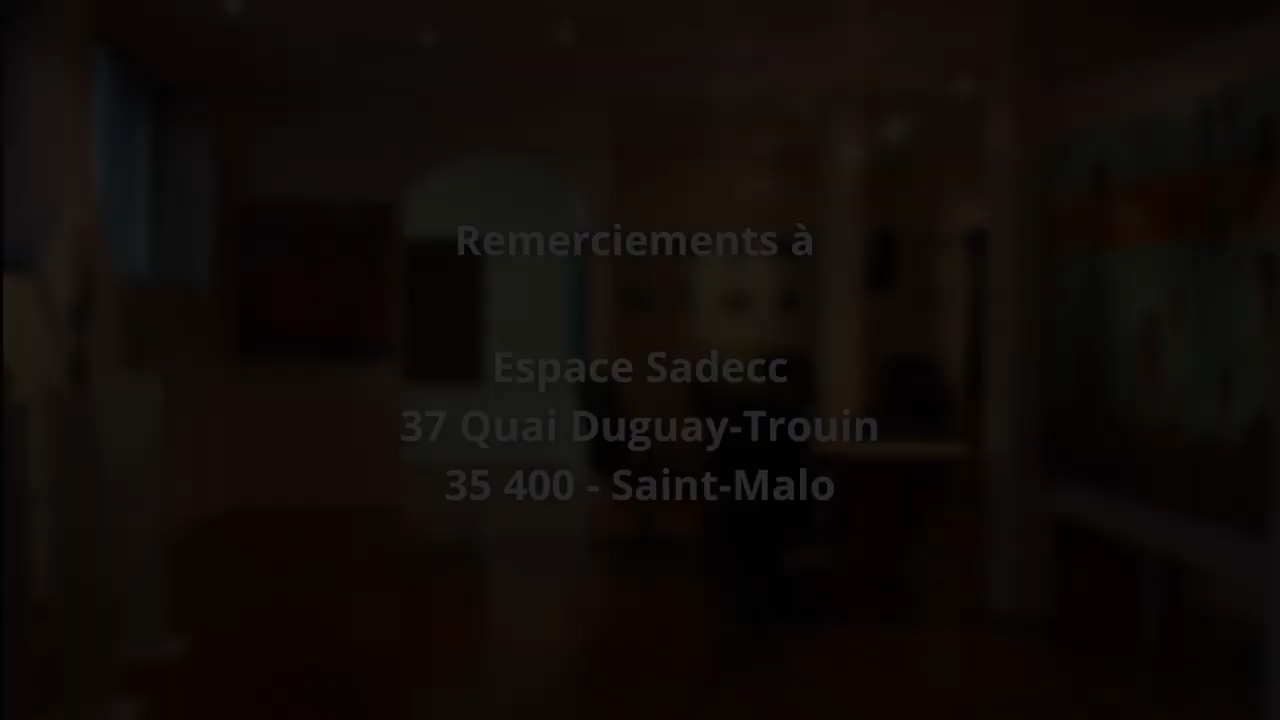 Remerciements à
Espace Sadecc
37 Quai Duguay-Trouin
35 400 - Saint-Malo